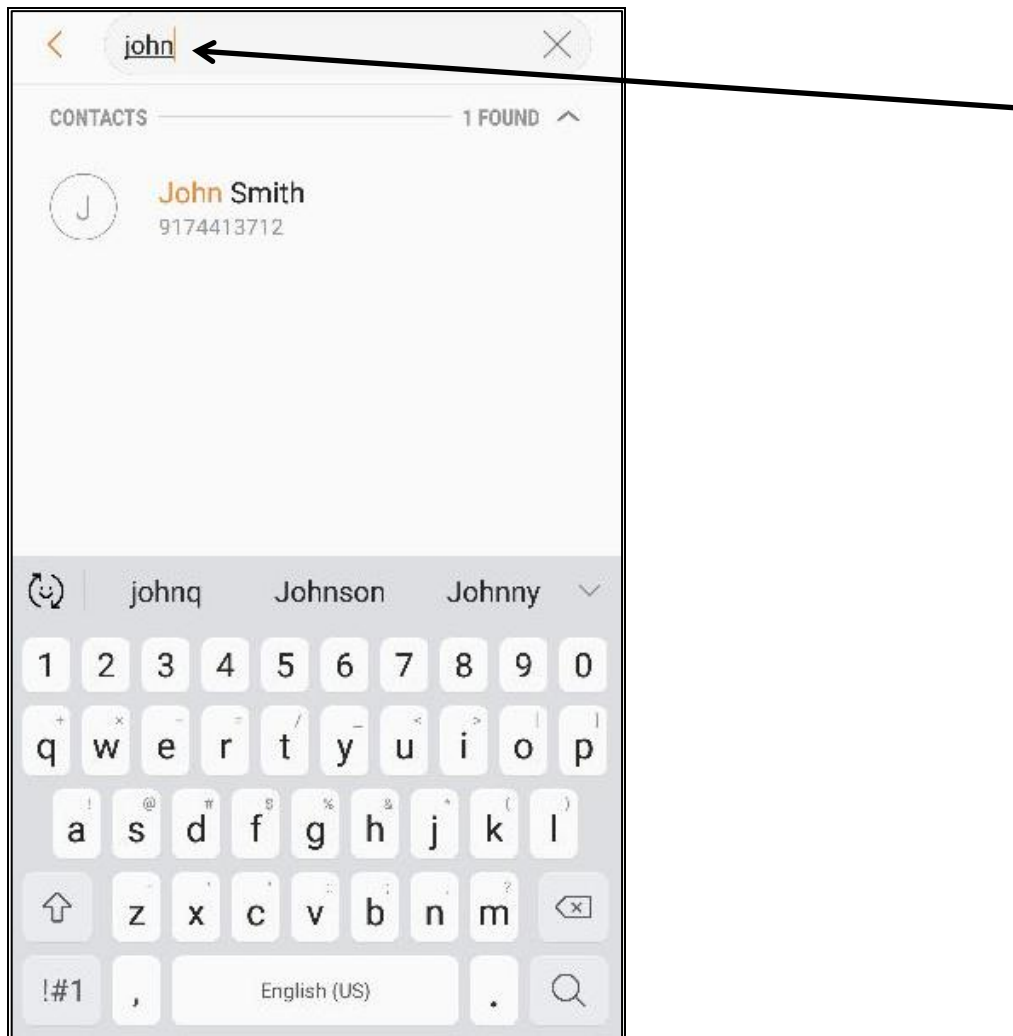 john
CONTACTS 1 FOUND
J John Smith
9174413712
johnq Johnson Johnny
1 2 3 4 5 6 7 8 9 0
+ × - = / _ < > [ ]
q w e r t y u i o p
! @ # $ % & * ( )
a s d f g h j k l
?
z x c v b n m
!#1 , English (US) .